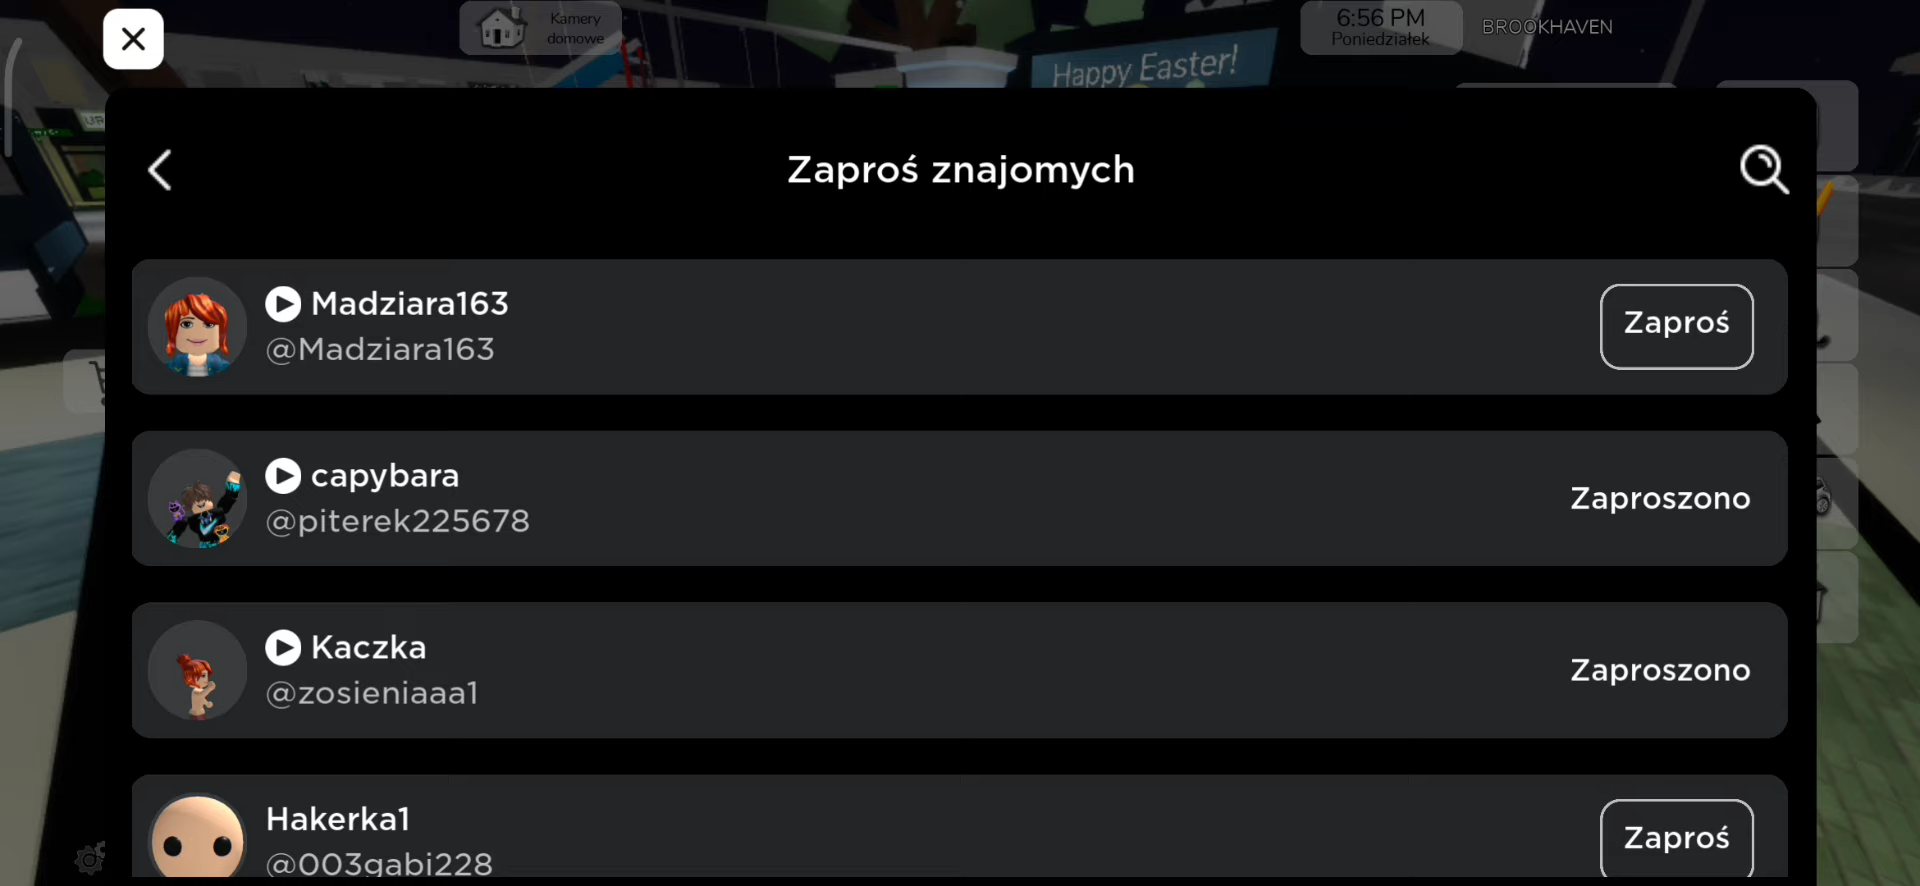 Kamery
domowe
6:56 PM
Poniedziałek
BROOKHAVEN
Happy Easter!
Zaproś znajomych
Madziara163
@Madziara163
Zaproś
capybara
@piterek225678
Zaproszono
Kaczka
@zosieniaaa1
Zaproszono
Hakerka1
@003gabi228
Zaproś